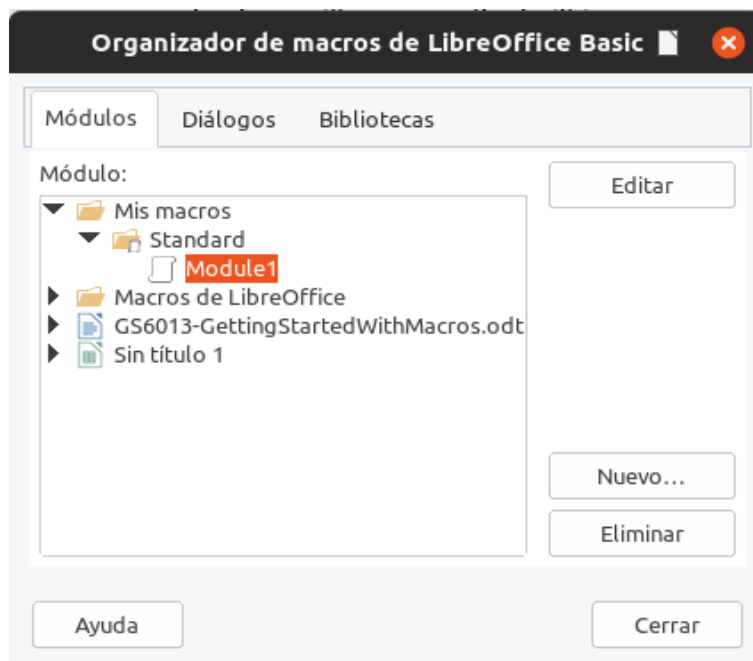 Organizador de macros de LibreOffice Basic
Módulos Diálogos Bibliotecas
Módulo:
Editar
Mis macros
Standard
Module1
Macros de LibreOffice
GS6013-GettingStartedWithMacros.odt
Sin título 1
Nuevo...
Eliminar
Ayuda Cerrar